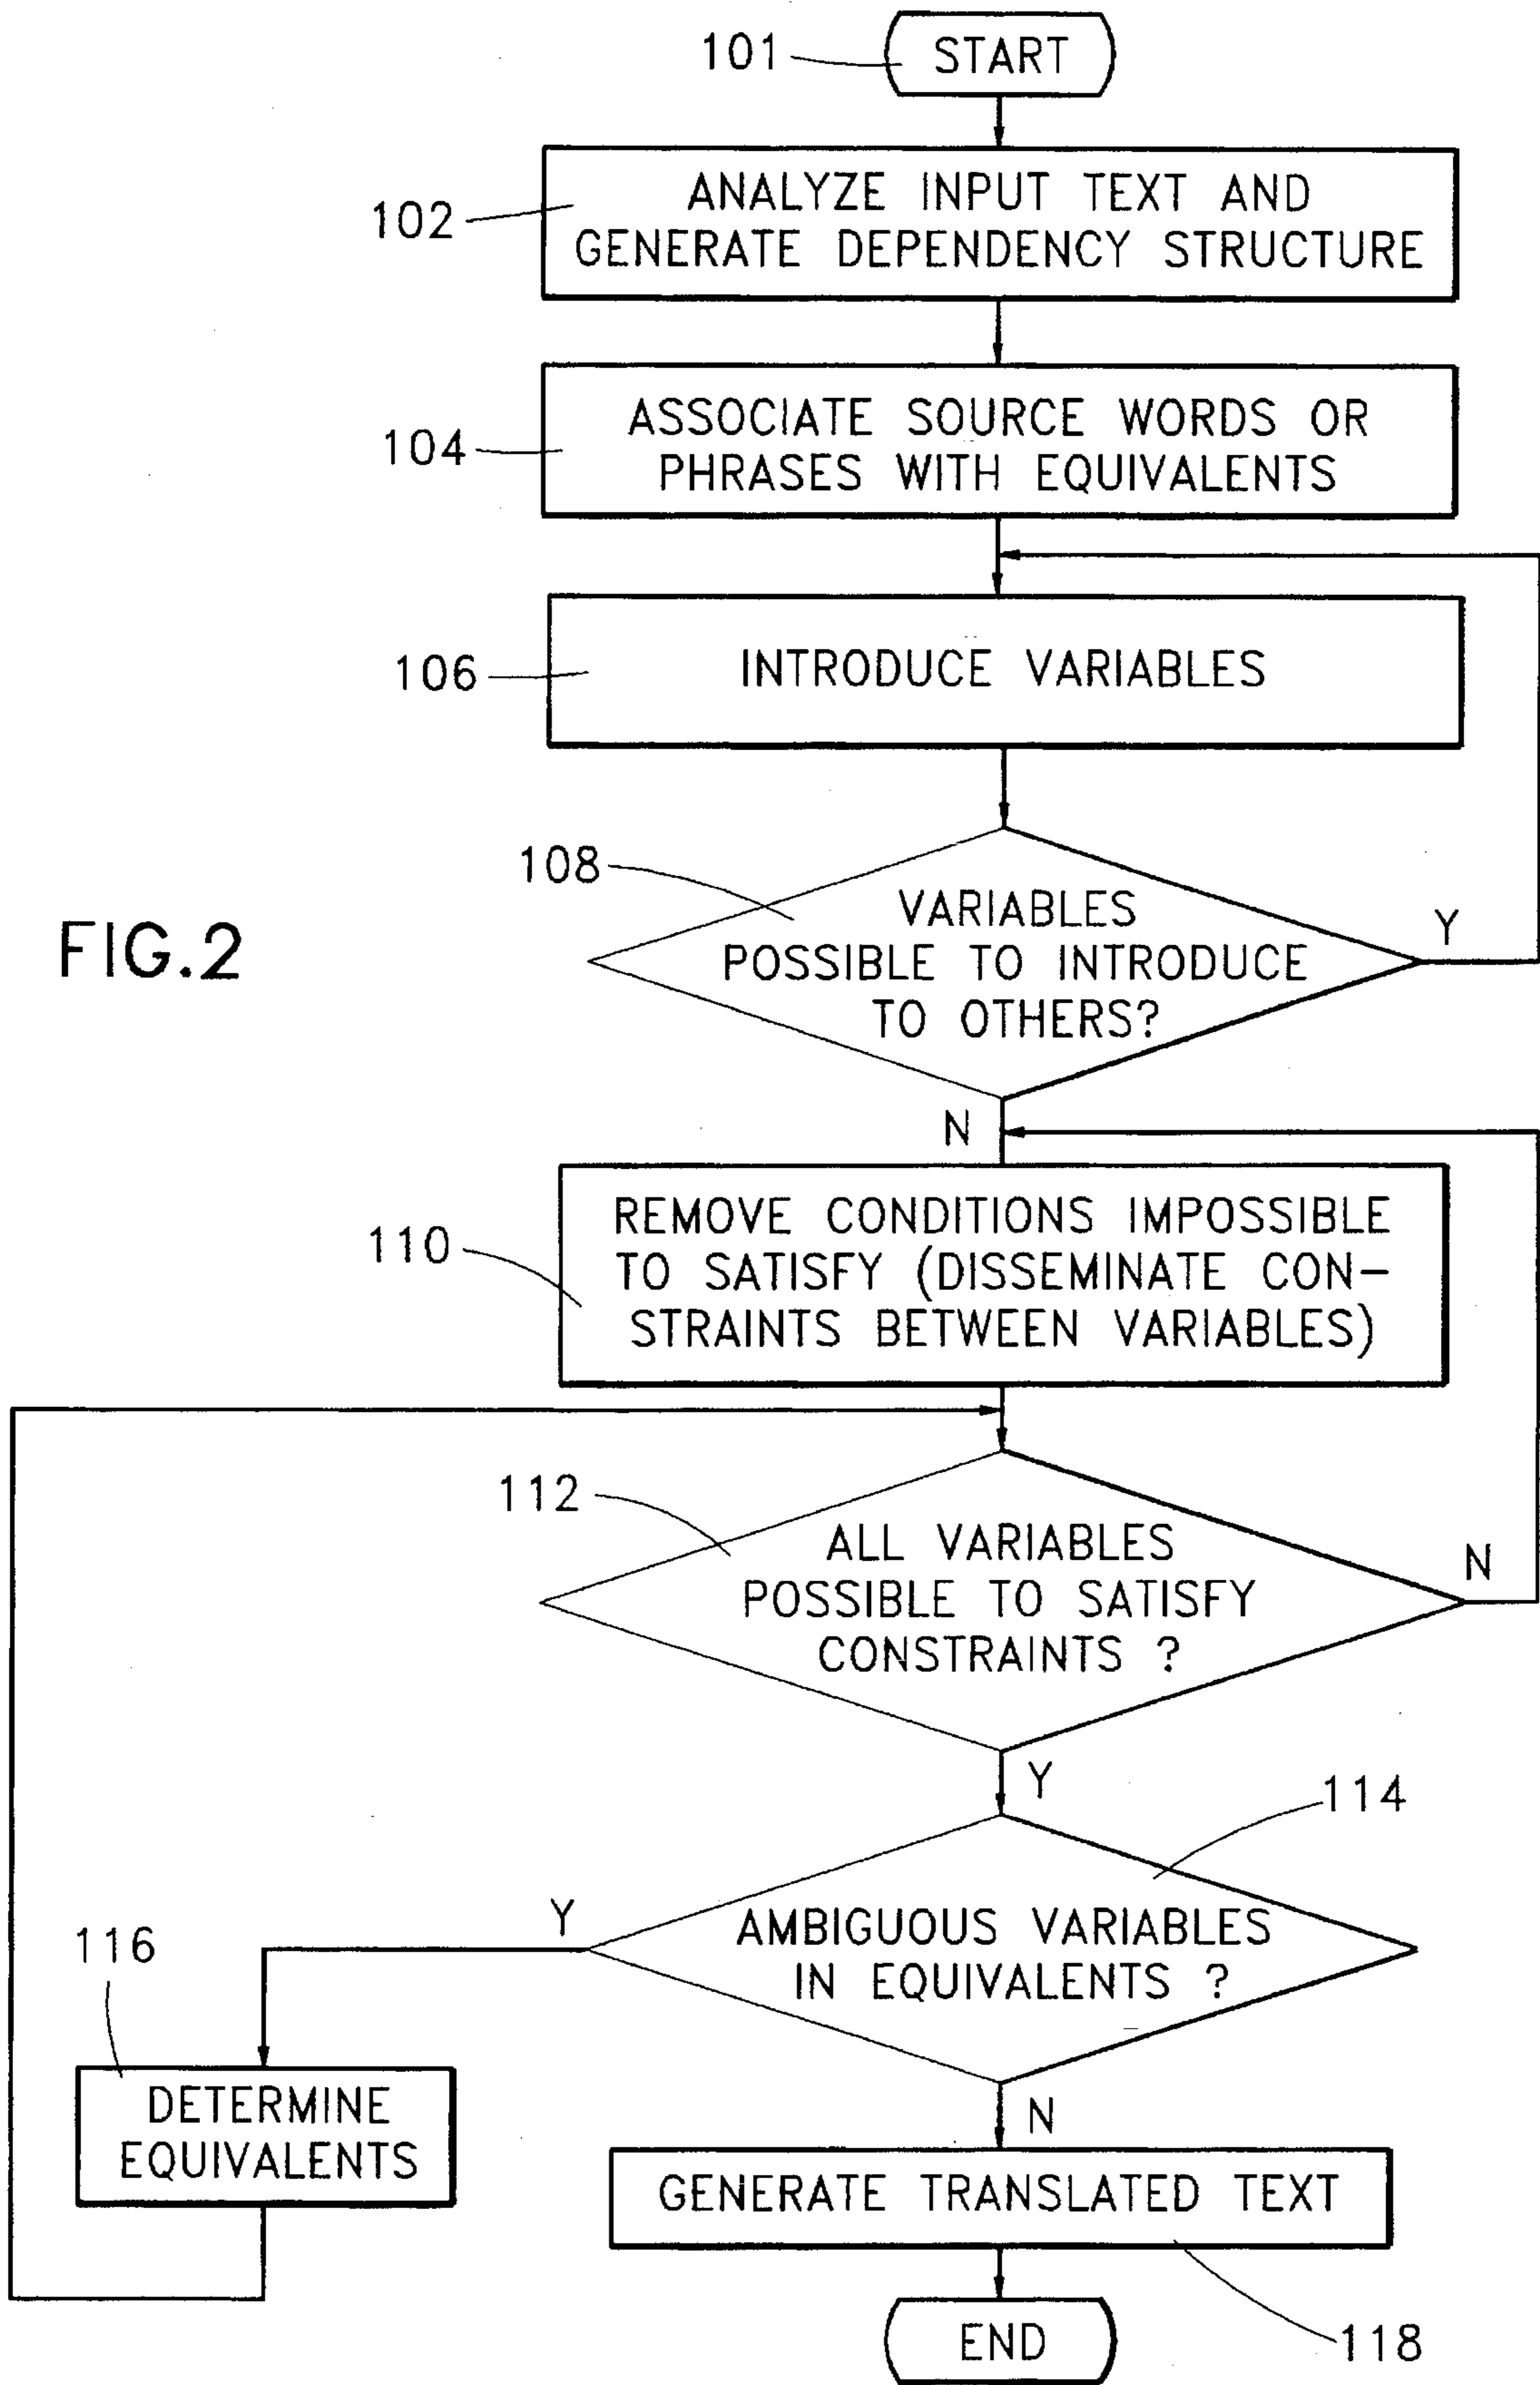 101
START
102
ANALYZE INPUT TEXT AND
GENERATE DEPENDENCY STRUCTURE
104
ASSOCIATE SOURCE WORDS OR
PHRASES WITH EQUIVALENTS
106
INTRODUCE VARIABLES
108
VARIABLES
POSSIBLE TO INTRODUCE
TO OTHERS?
Y
FIG.2
N
110
REMOVE CONDITIONS IMPOSSIBLE
TO SATISFY (DISSEMINATE CON-
STRAINTS BETWEEN VARIABLES)
112
ALL VARIABLES
POSSIBLE TO SATISFY
CONSTRAINTS ?
N
Y
114
AMBIGUOUS VARIABLES
IN EQUIVALENTS ?
Y
116
DETERMINE
EQUIVALENTS
N
GENERATE TRANSLATED TEXT
118
END